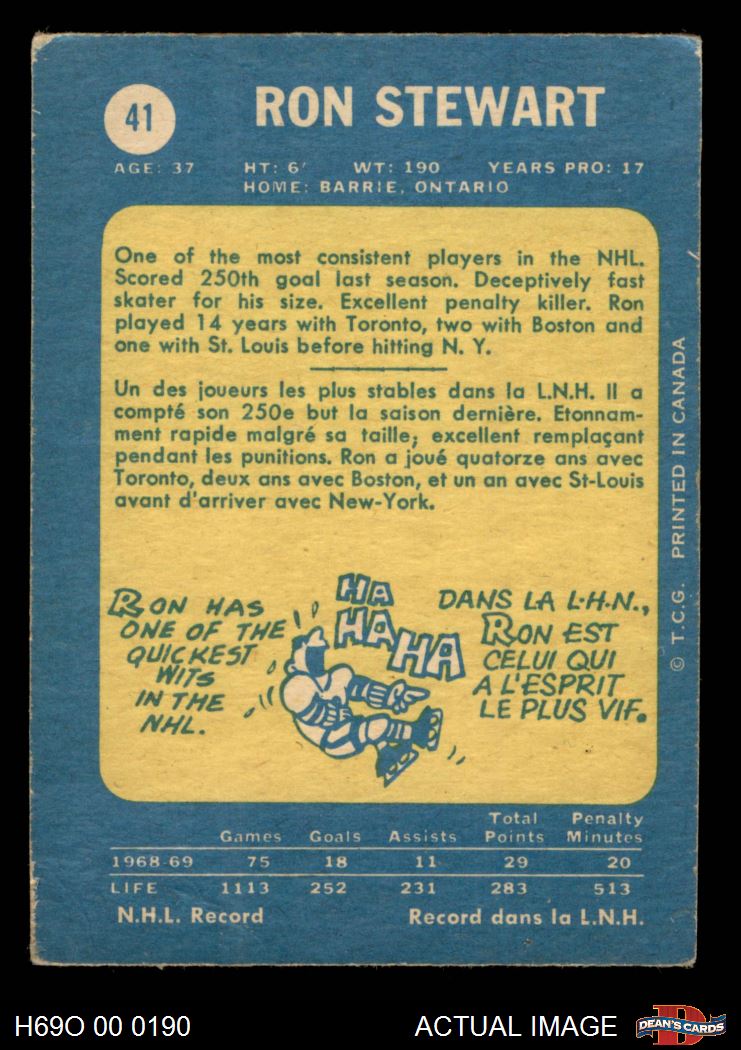 41
RON STEWART
AGE: 37 HT: 6' WT: 190 YEARS PRO: 17
HOME: BARRIE, ONTARIO
One of the most consistent players in the NHL.
Scored 250th goal last season. Deceptively fast
skater for his size. Excellent penalty killer. Ron
played 14 years with Toronto, two with Boston and
one with St. Louis before hitting N. Y.
Un des joueurs les plus stables dans la L.N.H. Il a
compté son 250e but la saison dernière. Etonnam-
ment rapide malgré sa taille; excellent remplaçant
pendant les punitions. Ron a joué quatorze ans avec
Toronto, deux ans avec Boston, et un an avec St-Louis
avant d'arriver avec New-York.
RON HAS
ONE OF THE
QUICKEST
WITS
IN THE
NHL.
HA
HA HA
DANS LA L.H.N.,
RON EST
CELUI QUI
A L'ESPRIT
LE PLUS VIF.
© T.C.G. PRINTED IN CANADA
Games Goals Assists Total Points Penalty Minutes
1968-69 75 18 11 29 20
LIFE 1113 252 231 283 513
N.H.L. Record Record dans la L.N.H.
H69O 00 0190 ACTUAL IMAGE
D
DEAN'S CARDS